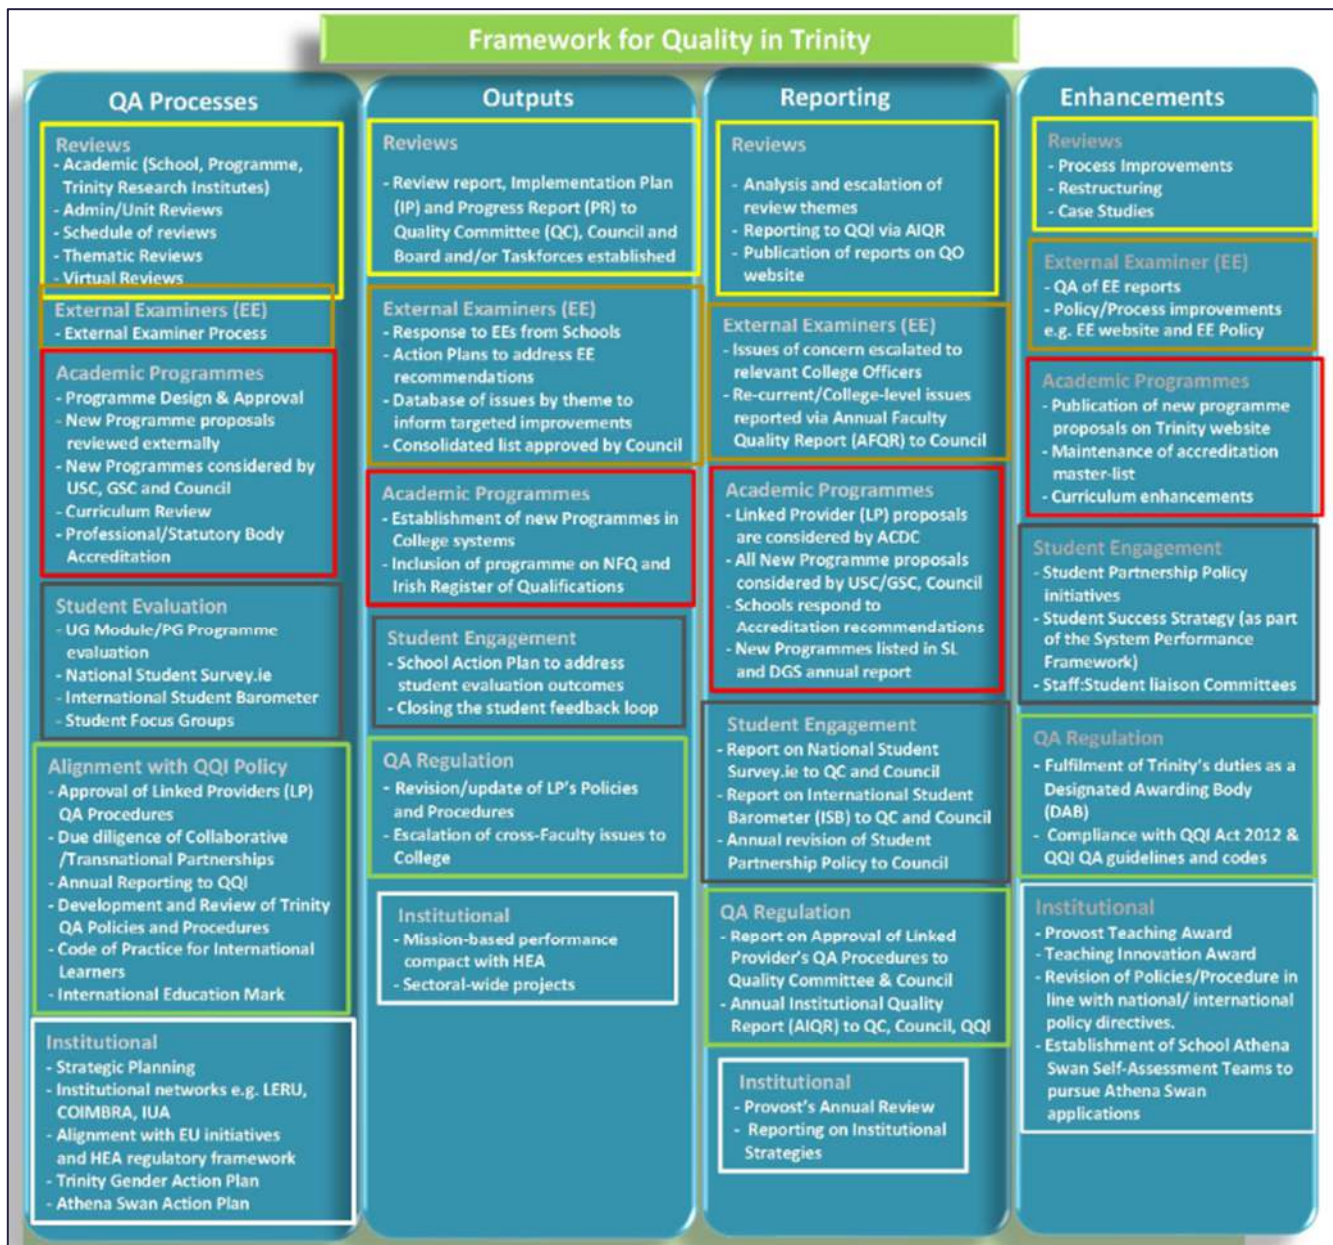 Framework for Quality in Trinity
QA Processes
Reviews
- Academic (School, Programme,
Trinity Research Institutes)
- Admin/Unit Reviews
- Schedule of reviews
- Thematic Reviews
- Virtual Reviews
External Examiners (EE)
- External Examiner Process
Academic Programmes
- Programme Design & Approval
- New Programme proposals
reviewed externally
- New Programmes considered by
USC, GSC and Council
- Curriculum Review
- Professional/Statutory Body
Accreditation
Student Evaluation
- UG Module/PG Programme
evaluation
- National Student Survey.ie
- International Student Barometer
- Student Focus Groups
Alignment with QQI Policy
- Approval of Linked Providers (LP)
QA Procedures
- Due diligence of Collaborative
/Transnational Partnerships
- Annual Reporting to QQI
- Development and Review of Trinity
QA Policies and Procedures
- Code of Practice for International
Learners
- International Education Mark
Institutional
- Strategic Planning
- Institutional networks e.g. LERU,
COIMBRA, IUA
- Alignment with EU initiatives
and HEA regulatory framework
- Trinity Gender Action Plan
- Athena Swan Action Plan
Outputs
Reviews
- Review report, Implementation Plan
(IP) and Progress Report (PR) to
Quality Committee (QC), Council and
Board and/or Taskforces established
External Examiners (EE)
- Response to EEs from Schools
- Action Plans to address EE
recommendations
- Database of issues by theme to
inform targeted improvements
- Consolidated list approved by Council
Academic Programmes
- Establishment of new Programmes in
College systems
- Inclusion of programme on NFQ and
Irish Register of Qualifications
Student Engagement
- School Action Plan to address
student evaluation outcomes
- Closing the student feedback loop
QA Regulation
- Revision/update of LP's Policies
and Procedures
- Escalation of cross-Faculty issues to
College
Institutional
- Mission-based performance
compact with HEA
- Sectoral-wide projects
Reporting
Reviews
- Analysis and escalation of
review themes
- Reporting to QQI via AIQR
- Publication of reports on QO
website
External Examiners (EE)
- Issues of concern escalated to
relevant College Officers
- Re-current/College-level issues
reported via Annual Faculty
Quality Report (AFQR) to Council
Academic Programmes
- Linked Provider (LP) proposals
are considered by ACDC
- All New Programme proposals
considered by USC/GSC, Council
- Schools respond to
Accreditation recommendations
- New Programmes listed in SL
and DGS annual report
Student Engagement
- Report on National Student
Survey.ie to QC and Council
- Report on International Student
Barometer (ISB) to QC and Council
- Annual revision of Student
Partnership Policy to Council
QA Regulation
- Report on Approval of Linked
Provider's QA Procedures to
Quality Committee & Council
- Annual Institutional Quality
Report (AIQR) to QC, Council, QQI
Institutional
- Provost's Annual Review
- Reporting on Institutional
Strategies
Enhancements
Reviews
- Process Improvements
- Restructuring
- Case Studies
External Examiner (EE)
- QA of EE reports
- Policy/Process improvements
e.g. EE website and EE Policy
Academic Programmes
- Publication of new programme
proposals on Trinity website
- Maintenance of accreditation
master-list
- Curriculum enhancements
Student Engagement
- Student Partnership Policy
initiatives
- Student Success Strategy (as part
of the System Performance
Framework)
- Staff:Student liaison Committees
QA Regulation
- Fulfilment of Trinity's duties as a
Designated Awarding Body
(DAB)
- Compliance with QQI Act 2012 &
QQI QA guidelines and codes
Institutional
- Provost Teaching Award
- Teaching Innovation Award
- Revision of Policies/Procedure in
line with national/ international
policy directives.
- Establishment of School Athena
Swan Self-Assessment Teams to
pursue Athena Swan
applications